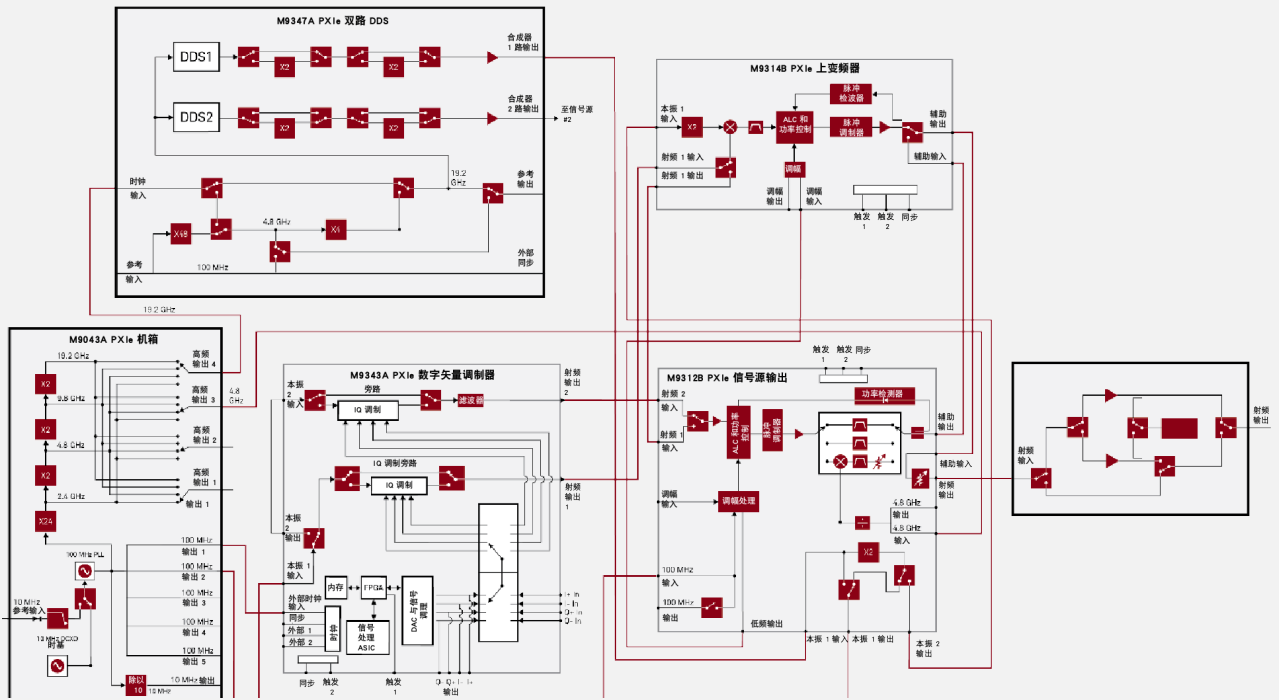 M9347A PXIe 双路 DDS
DDS1
X2
X2
合成器
1 路输出
DDS2
X2
X2
合成器
2 路输出
至信号源
#2
时钟
输入
19.2
GHz
参考
输出
X48
4.8 GHz
X4
参考
输入
100 MHz
外部
同步
M9314B PXIe 上变频器
本振 1
输入
X2
ALC 和
功率控制
脉冲
检波器
脉冲
调制器
辅助
输出
辅助输入
射频 1 输入
射频 1 输出
调幅
调幅
输出
调幅
输入
触发
1
触发
2
同步
19.2 GHz
M9043A PXIe 机箱
19.2 GHz
高频
输出 4
X2
9.6 GHz
高频
输出 3
4.8
GHz
X2
4.8 GHz
高频
输出 2
X2
2.4 GHz
高频
输出 1
X24
100 MHz PLL
100 MHz
输出 1
100 MHz
输出 2
100 MHz
输出 3
100 MHz
输出 4
100 MHz
输出 5
10 MHz
参考输入
时基
除以
10
10 MHz
10 MHz 输出
M9343A PXIe 数字矢量调制器
本振
2
输入
旁路
滤波器
射频
输出
2
IQ 调制
IQ 调制旁路
IQ 调制
射频
输出
1
本振
2
输出
本振 1
输入
内存
FPGA
DAC 与信号
调理
外部时钟
输入
同步
外部 1
外部 2
时钟
信号
处理
ASIC
I+ In
I- In
Q+ In
Q- In
同步
触发
2
触发
1
Q- Q+ I- I+
输出
M9312B PXIe 信号源输出
触发
1
触发
2
同步
射频 2
输入
射频 1
输入
ALC 和功率
控制
脉冲
调制器
功率检测器
辅助
输出
辅助输入
射频
输出
调幅
输入
调幅处理
4.8 GHz
输出
4.8 GHz
输入
÷
X2
100 MHz
输入
100 MHz
输出
低频输出
本振 1
输入
本振 1 输出
本振 2
输出
射频
输入
射频
输出